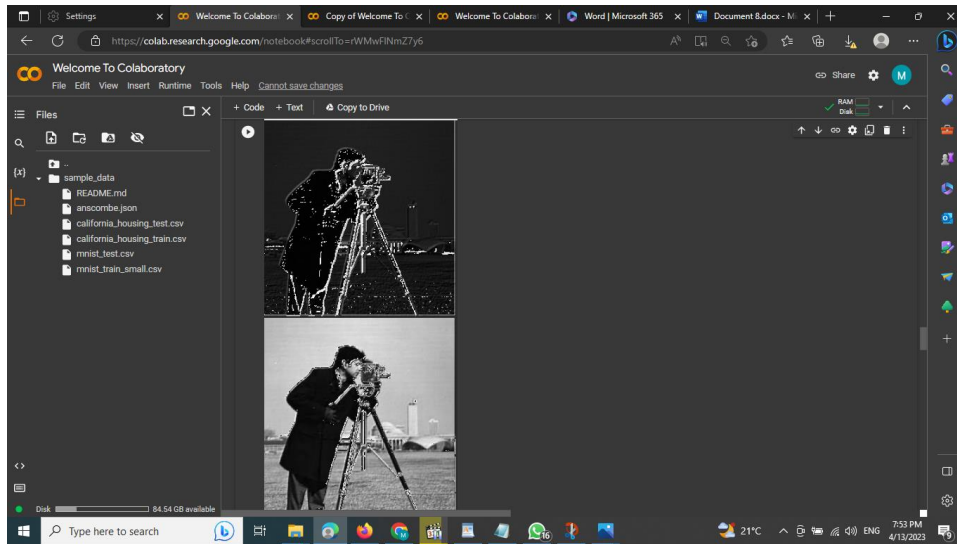 Settings
Welcome To Colaborat
Copy of Welcome To C
Welcome To Colaborat
Word | Microsoft 365
Document 8.docx - Mi
https://colab.research.google.com/notebook#scrollTo=rWMwFlNmZ7y6
Welcome To Colaboratory
File Edit View Insert Runtime Tools Help Cannot save changes
Share
M
Files
+ Code + Text Copy to Drive
RAM
Disk
{x}
..
sample_data
README.md
anscombe.json
california_housing_test.csv
california_housing_train.csv
mnist_test.csv
mnist_train_small.csv
Disk 84.54 GB available
Type here to search
16
21°C
ENG
7:53 PM
4/13/2023
9